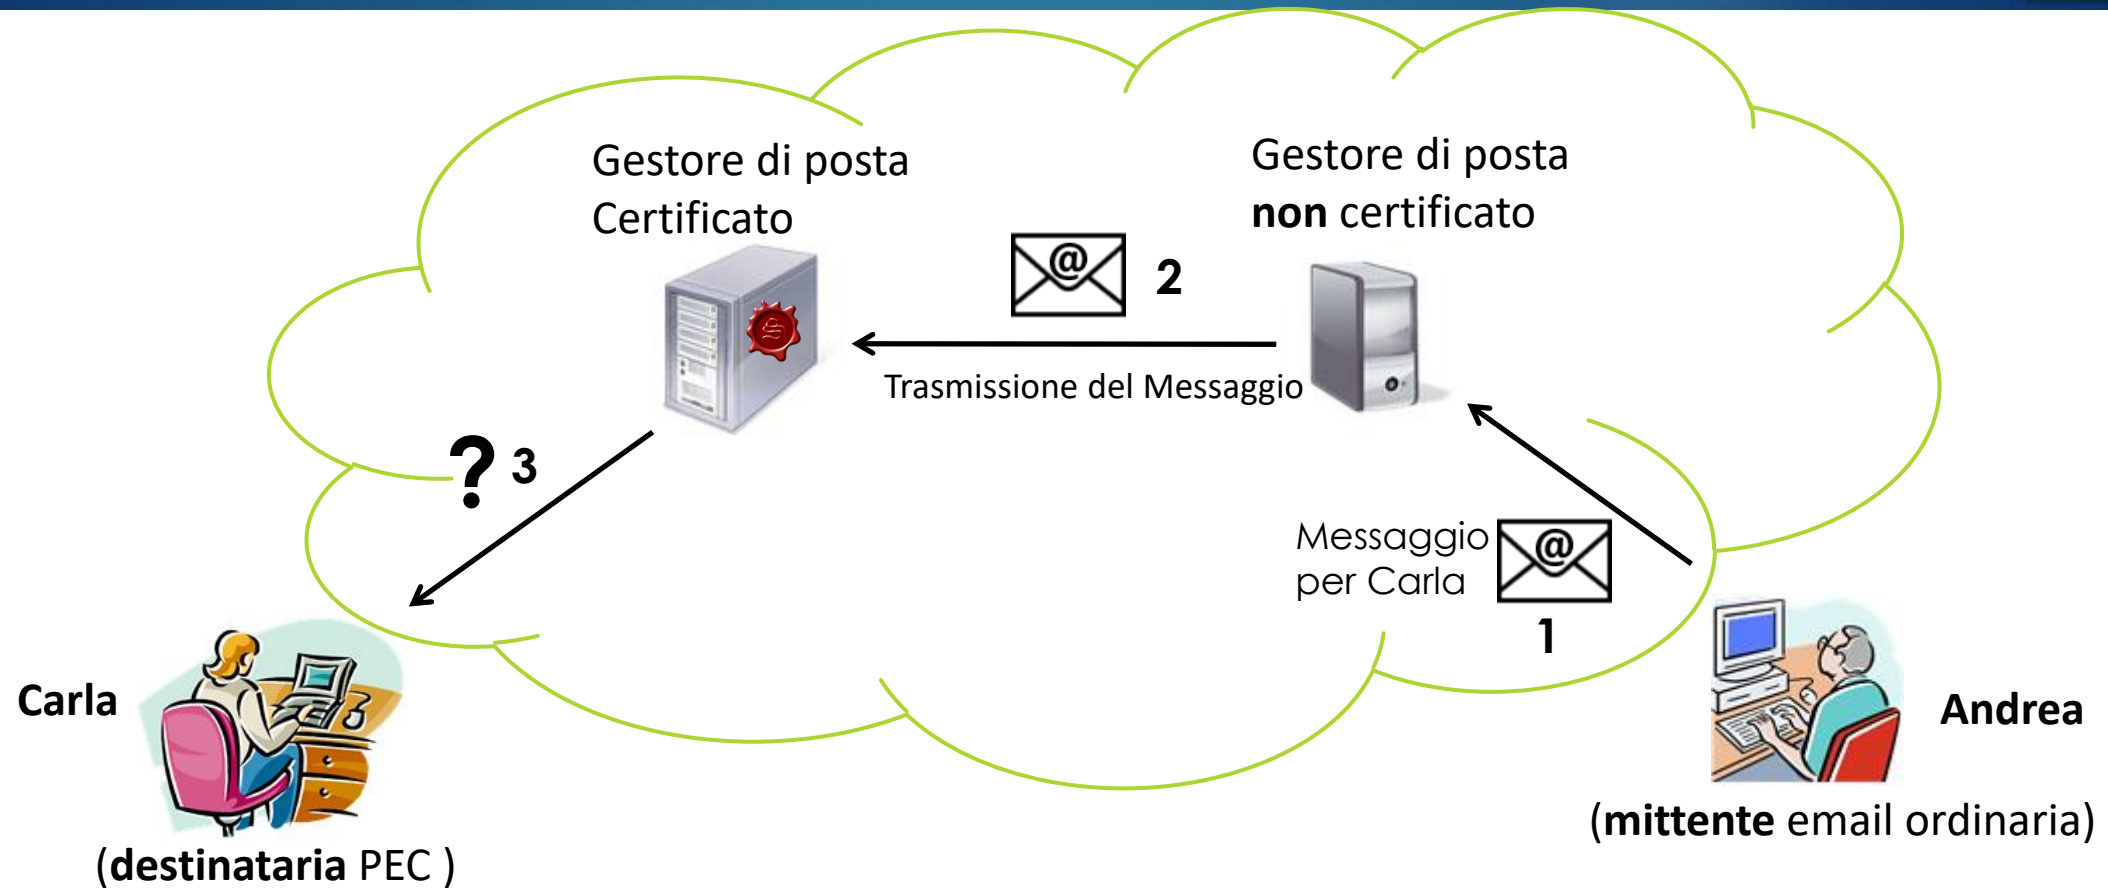 Gestore di posta
Certificato
Gestore di posta
non certificato
@
2
Trasmissione del Messaggio
? 3
Messaggio
per Carla
@
1
Carla
(destinataria PEC )
Andrea
(mittente email ordinaria)